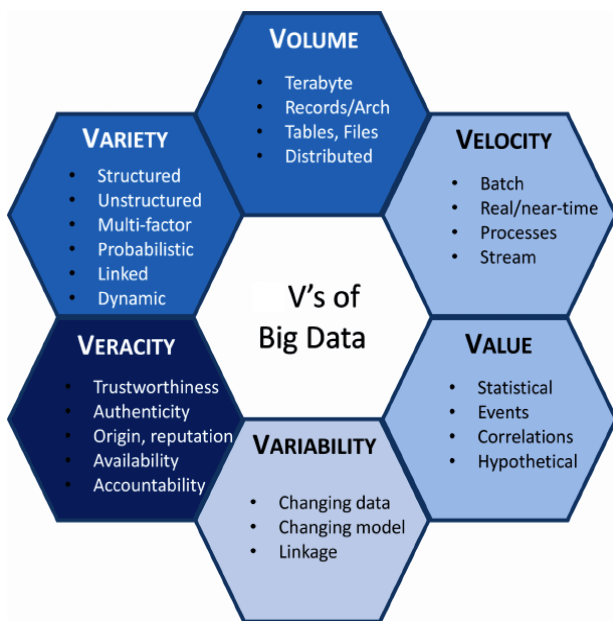 VOLUME
• Terabyte
• Records/Arch
• Tables, Files
• Distributed
VARIETY
• Structured
• Unstructured
• Multi-factor
• Probabilistic
• Linked
• Dynamic
VELOCITY
• Batch
• Real/near-time
• Processes
• Stream
V's of
Big Data
VERACITY
• Trustworthiness
• Authenticity
• Origin, reputation
• Availability
• Accountability
VALUE
• Statistical
• Events
• Correlations
• Hypothetical
VARIABILITY
• Changing data
• Changing model
• Linkage